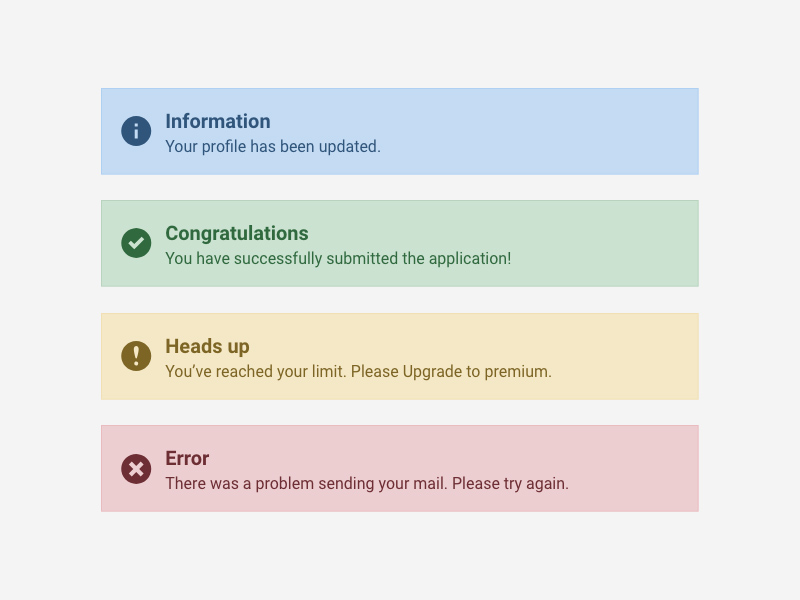 Information
Your profile has been updated.
Congratulations
You have successfully submitted the application!
Heads up
You’ve reached your limit. Please Upgrade to premium.
Error
There was a problem sending your mail. Please try again.